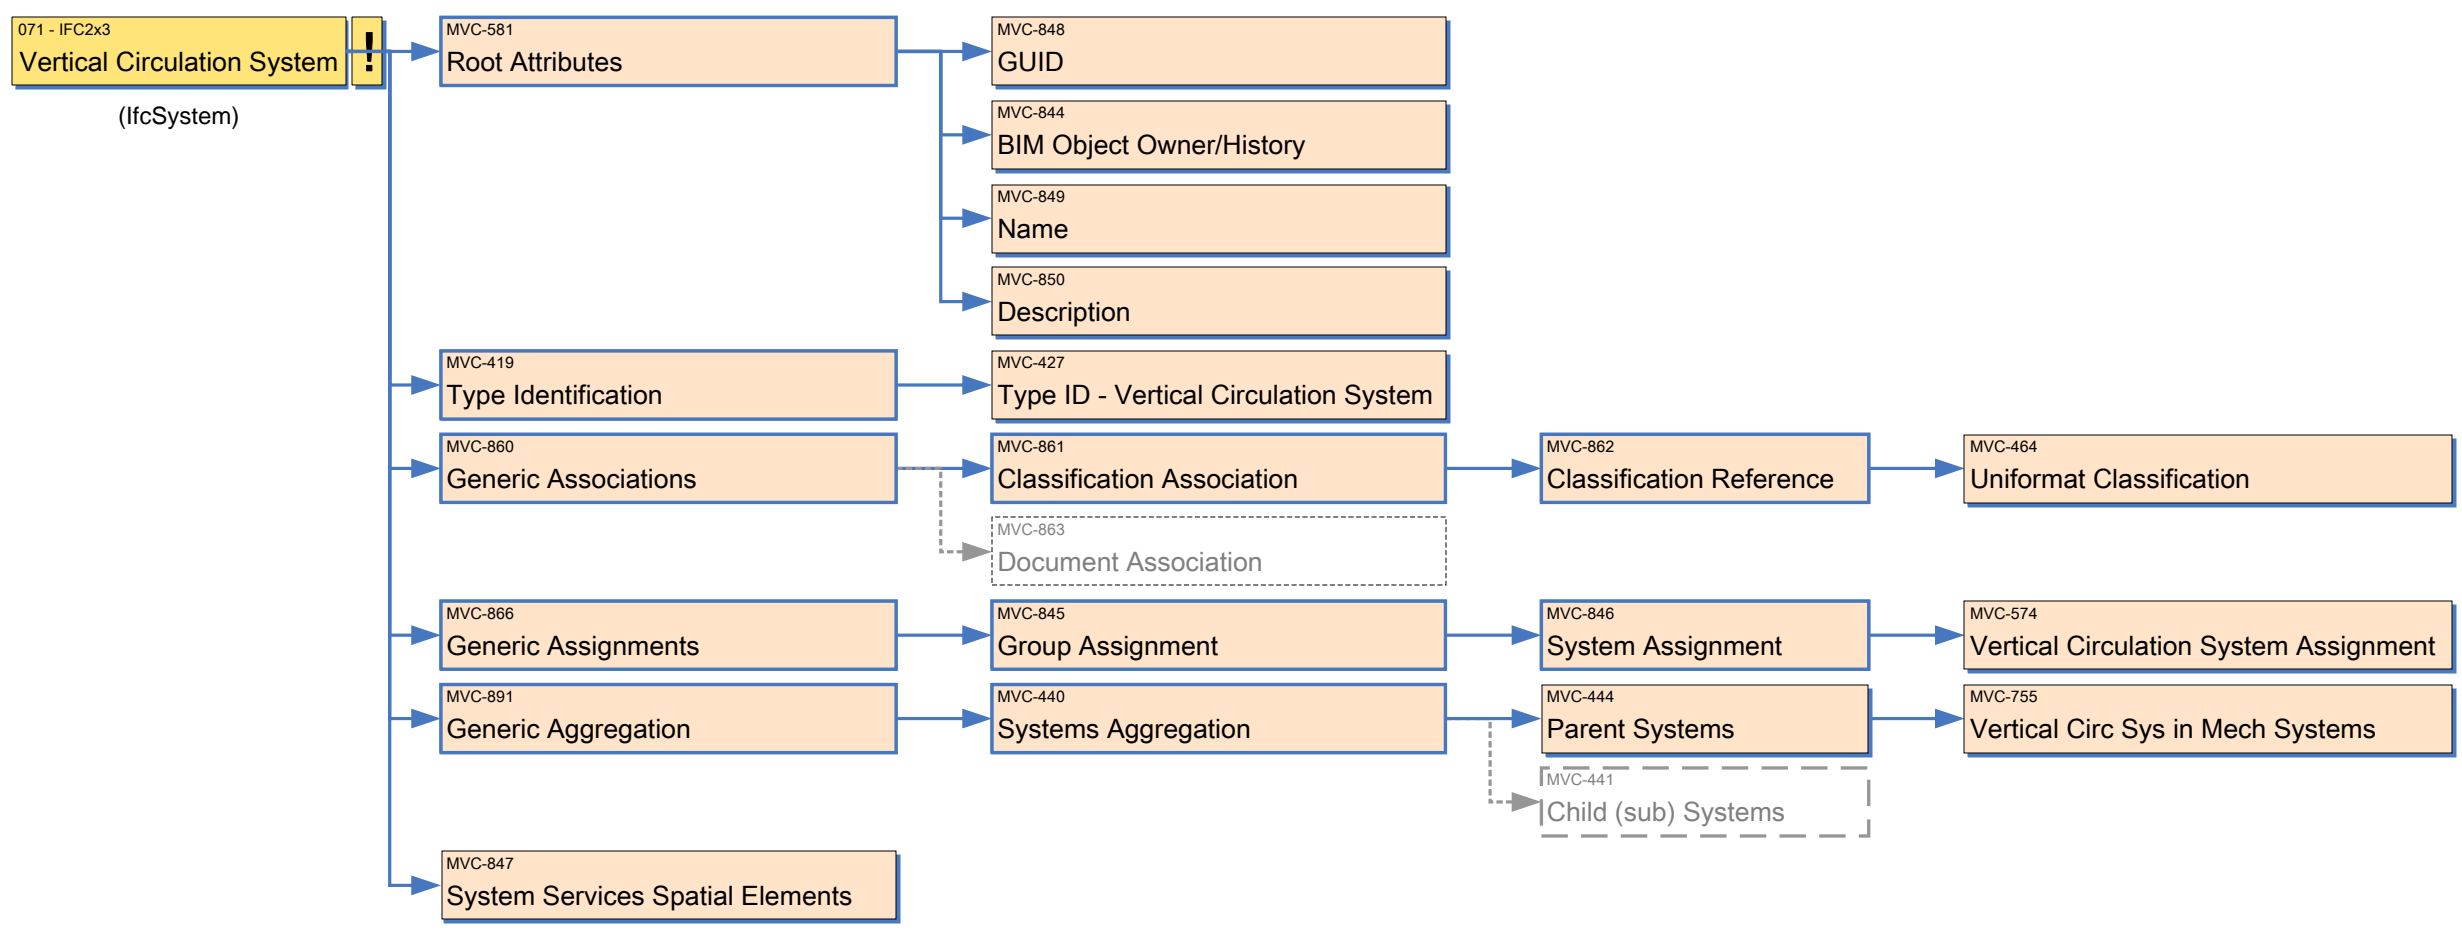 071 - IFC2x3
Vertical Circulation System
!
(IfcSystem)
MVC-581
Root Attributes
MVC-848
GUID
MVC-844
BIM Object Owner/History
MVC-849
Name
MVC-850
Description
MVC-419
Type Identification
MVC-427
Type ID - Vertical Circulation System
MVC-860
Generic Associations
MVC-861
Classification Association
MVC-862
Classification Reference
MVC-464
Uniformat Classification
MVC-863
Document Association
MVC-866
Generic Assignments
MVC-845
Group Assignment
MVC-846
System Assignment
MVC-574
Vertical Circulation System Assignment
MVC-891
Generic Aggregation
MVC-440
Systems Aggregation
MVC-444
Parent Systems
MVC-755
Vertical Circ Sys in Mech Systems
MVC-441
Child (sub) Systems
MVC-847
System Services Spatial Elements